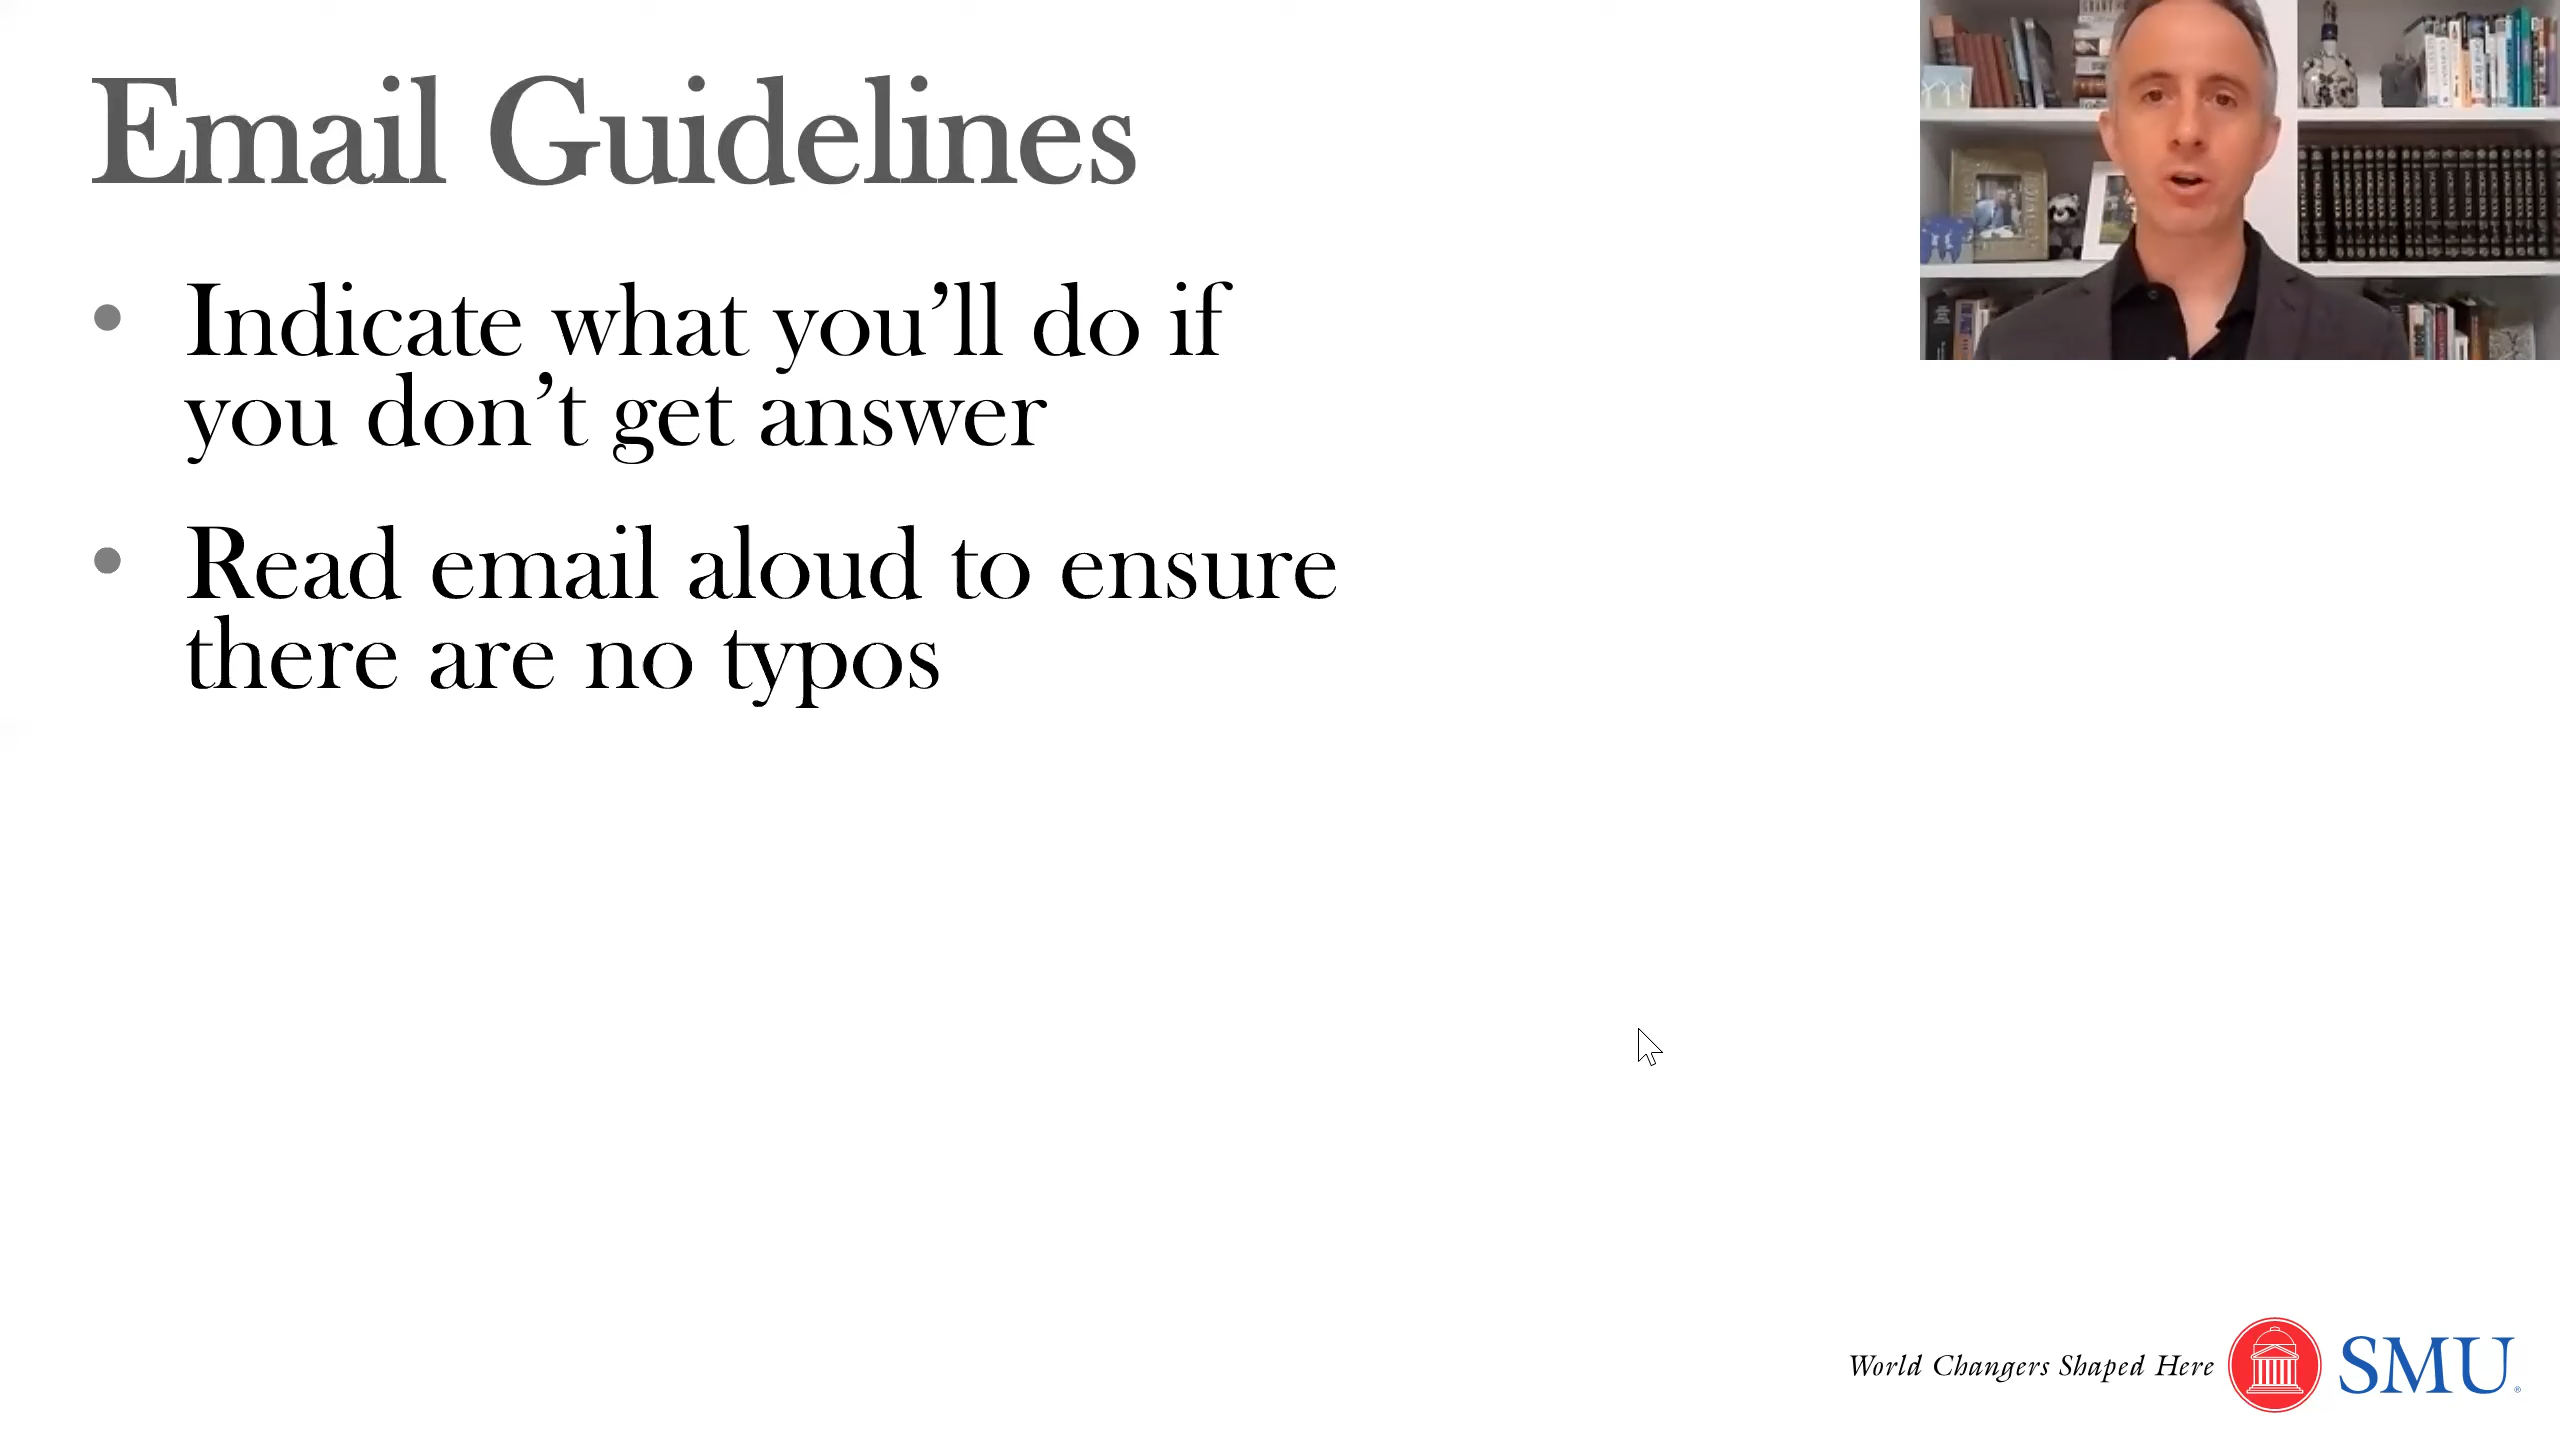 Email Guidelines
• Indicate what you’ll do if
you don’t get answer
• Read email aloud to ensure
there are no typos
World Changers Shaped Here
SMU®